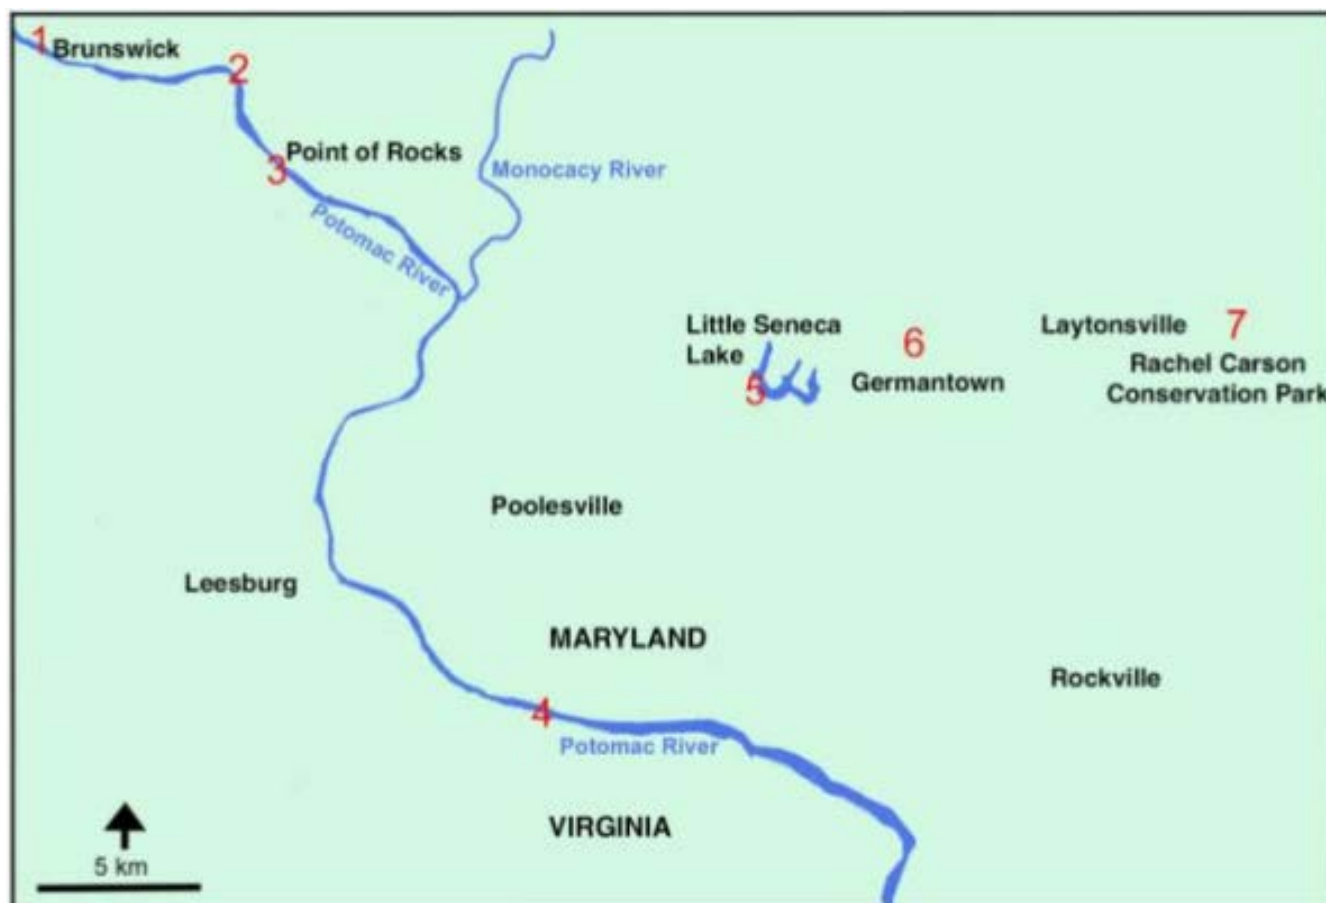 1
Brunswick
2
Point of Rocks
3
Monocacy River
Potomac River
Little Seneca
Lake
5
6
Germantown
Laytonsville
7
Rachel Carson
Conservation Park
Poolesville
Leesburg
MARYLAND
Rockville
4
Potomac River
VIRGINIA
5 km